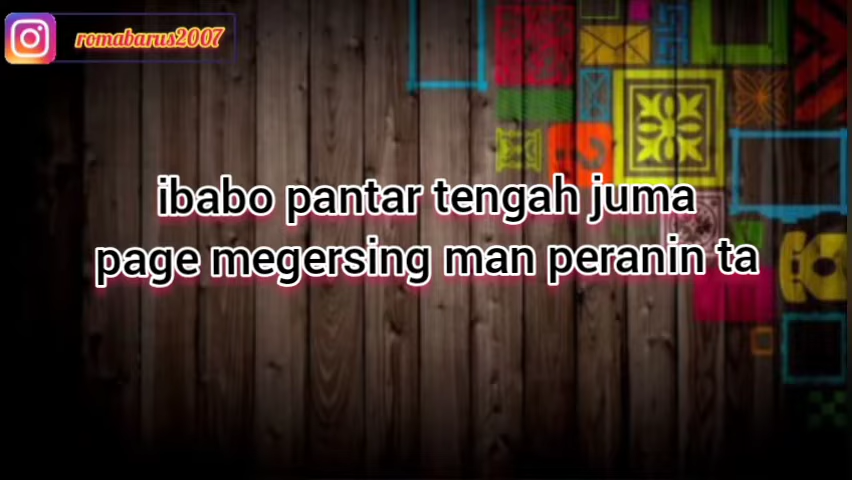 romabarus2007
ibabo pantar tengah juma
page megersing man peranin ta